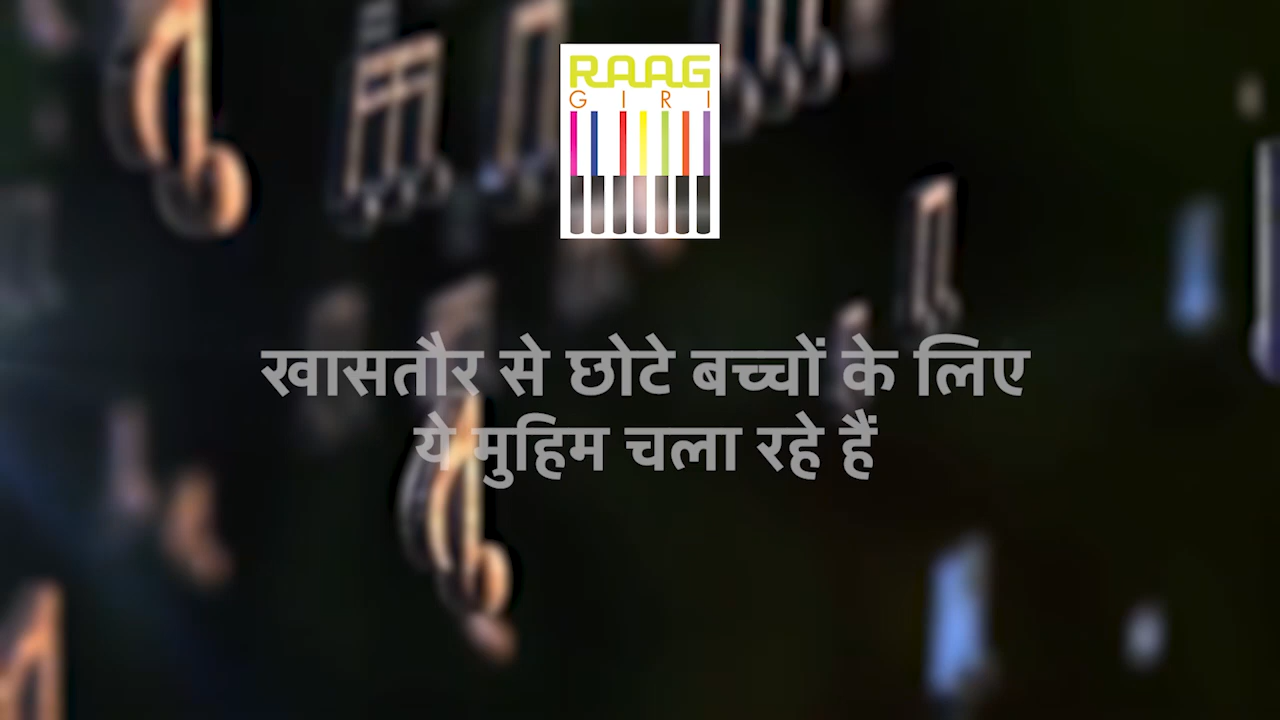 RAAG
GIRI
खासतौर से छोटे बच्चों के लिए
ये मुहिम चला रहे हैं